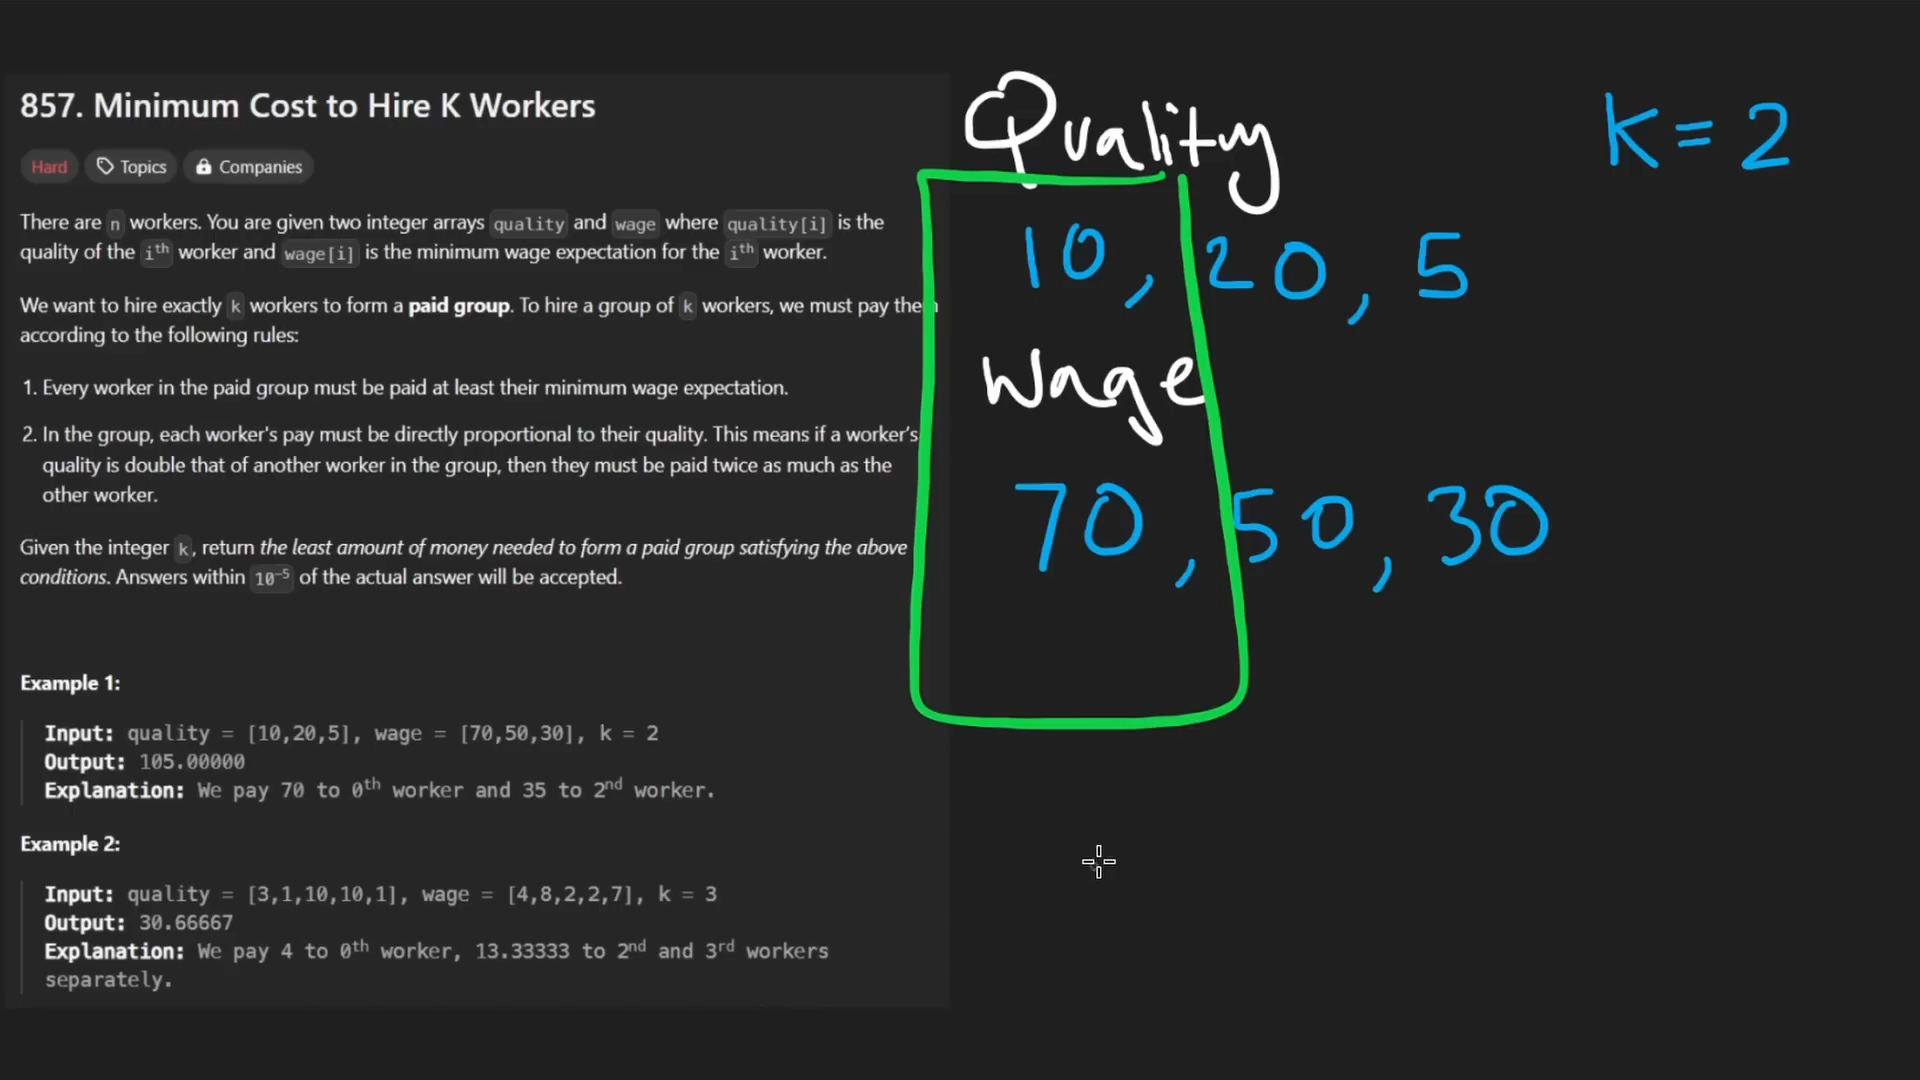 857. Minimum Cost to Hire K Workers
Hard Topics Companies
There are n workers. You are given two integer arrays quality and wage where quality[i] is the
quality of the iᵗʰ worker and wage[i] is the minimum wage expectation for the iᵗʰ worker.
We want to hire exactly k workers to form a paid group. To hire a group of k workers, we must pay them
according to the following rules:
1. Every worker in the paid group must be paid at least their minimum wage expectation.
2. In the group, each worker's pay must be directly proportional to their quality. This means if a worker's
quality is double that of another worker in the group, then they must be paid twice as much as the
other worker.
Given the integer k, return the least amount of money needed to form a paid group satisfying the above
conditions. Answers within 10⁻⁵ of the actual answer will be accepted.
Example 1:
Input: quality = [10,20,5], wage = [70,50,30], k = 2
Output: 105.00000
Explanation: We pay 70 to 0ᵗʰ worker and 35 to 2ⁿᵈ worker.
Example 2:
Input: quality = [3,1,10,10,1], wage = [4,8,2,2,7], k = 3
Output: 30.66667
Explanation: We pay 4 to 0ᵗʰ worker, 13.33333 to 2ⁿᵈ and 3ʳᵈ workers
separately.
Quality
K = 2
10, 20, 5
Wage
70, 50, 30